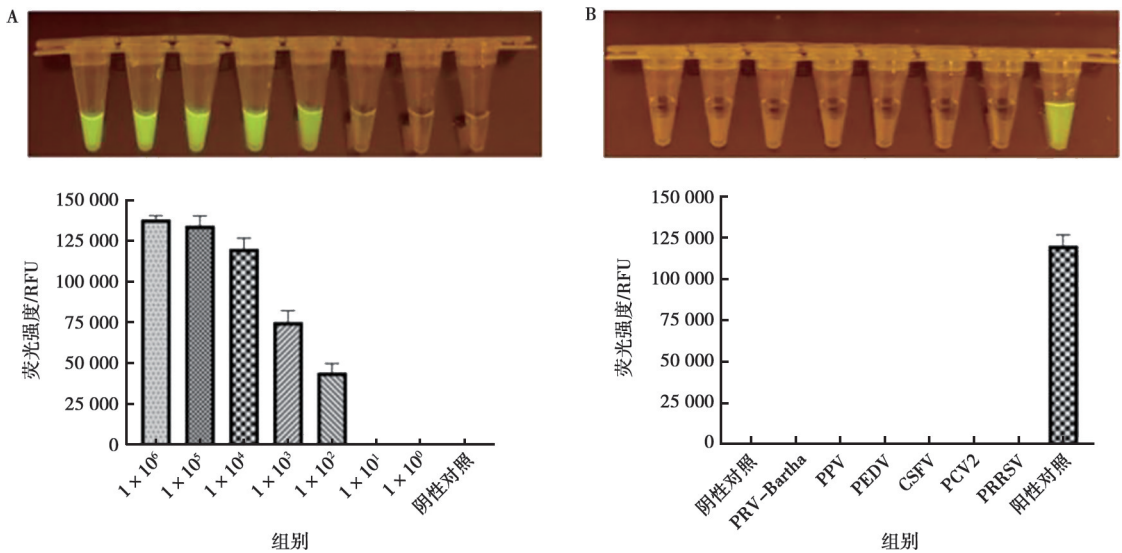 A
150 000
125 000
100 000
75 000
50 000
25 000
0
荧光强度/RFU
1 × 10⁶
1 × 10⁵
1 × 10⁴
1 × 10³
1 × 10²
1 × 10¹
1 × 10⁰
阴性对照
组别
B
150 000
125 000
100 000
75 000
50 000
25 000
0
荧光强度/RFU
阴性对照
PRV-Bartha
PPV
PEDV
CSFV
PCV2
PRRSV
阳性对照
组别